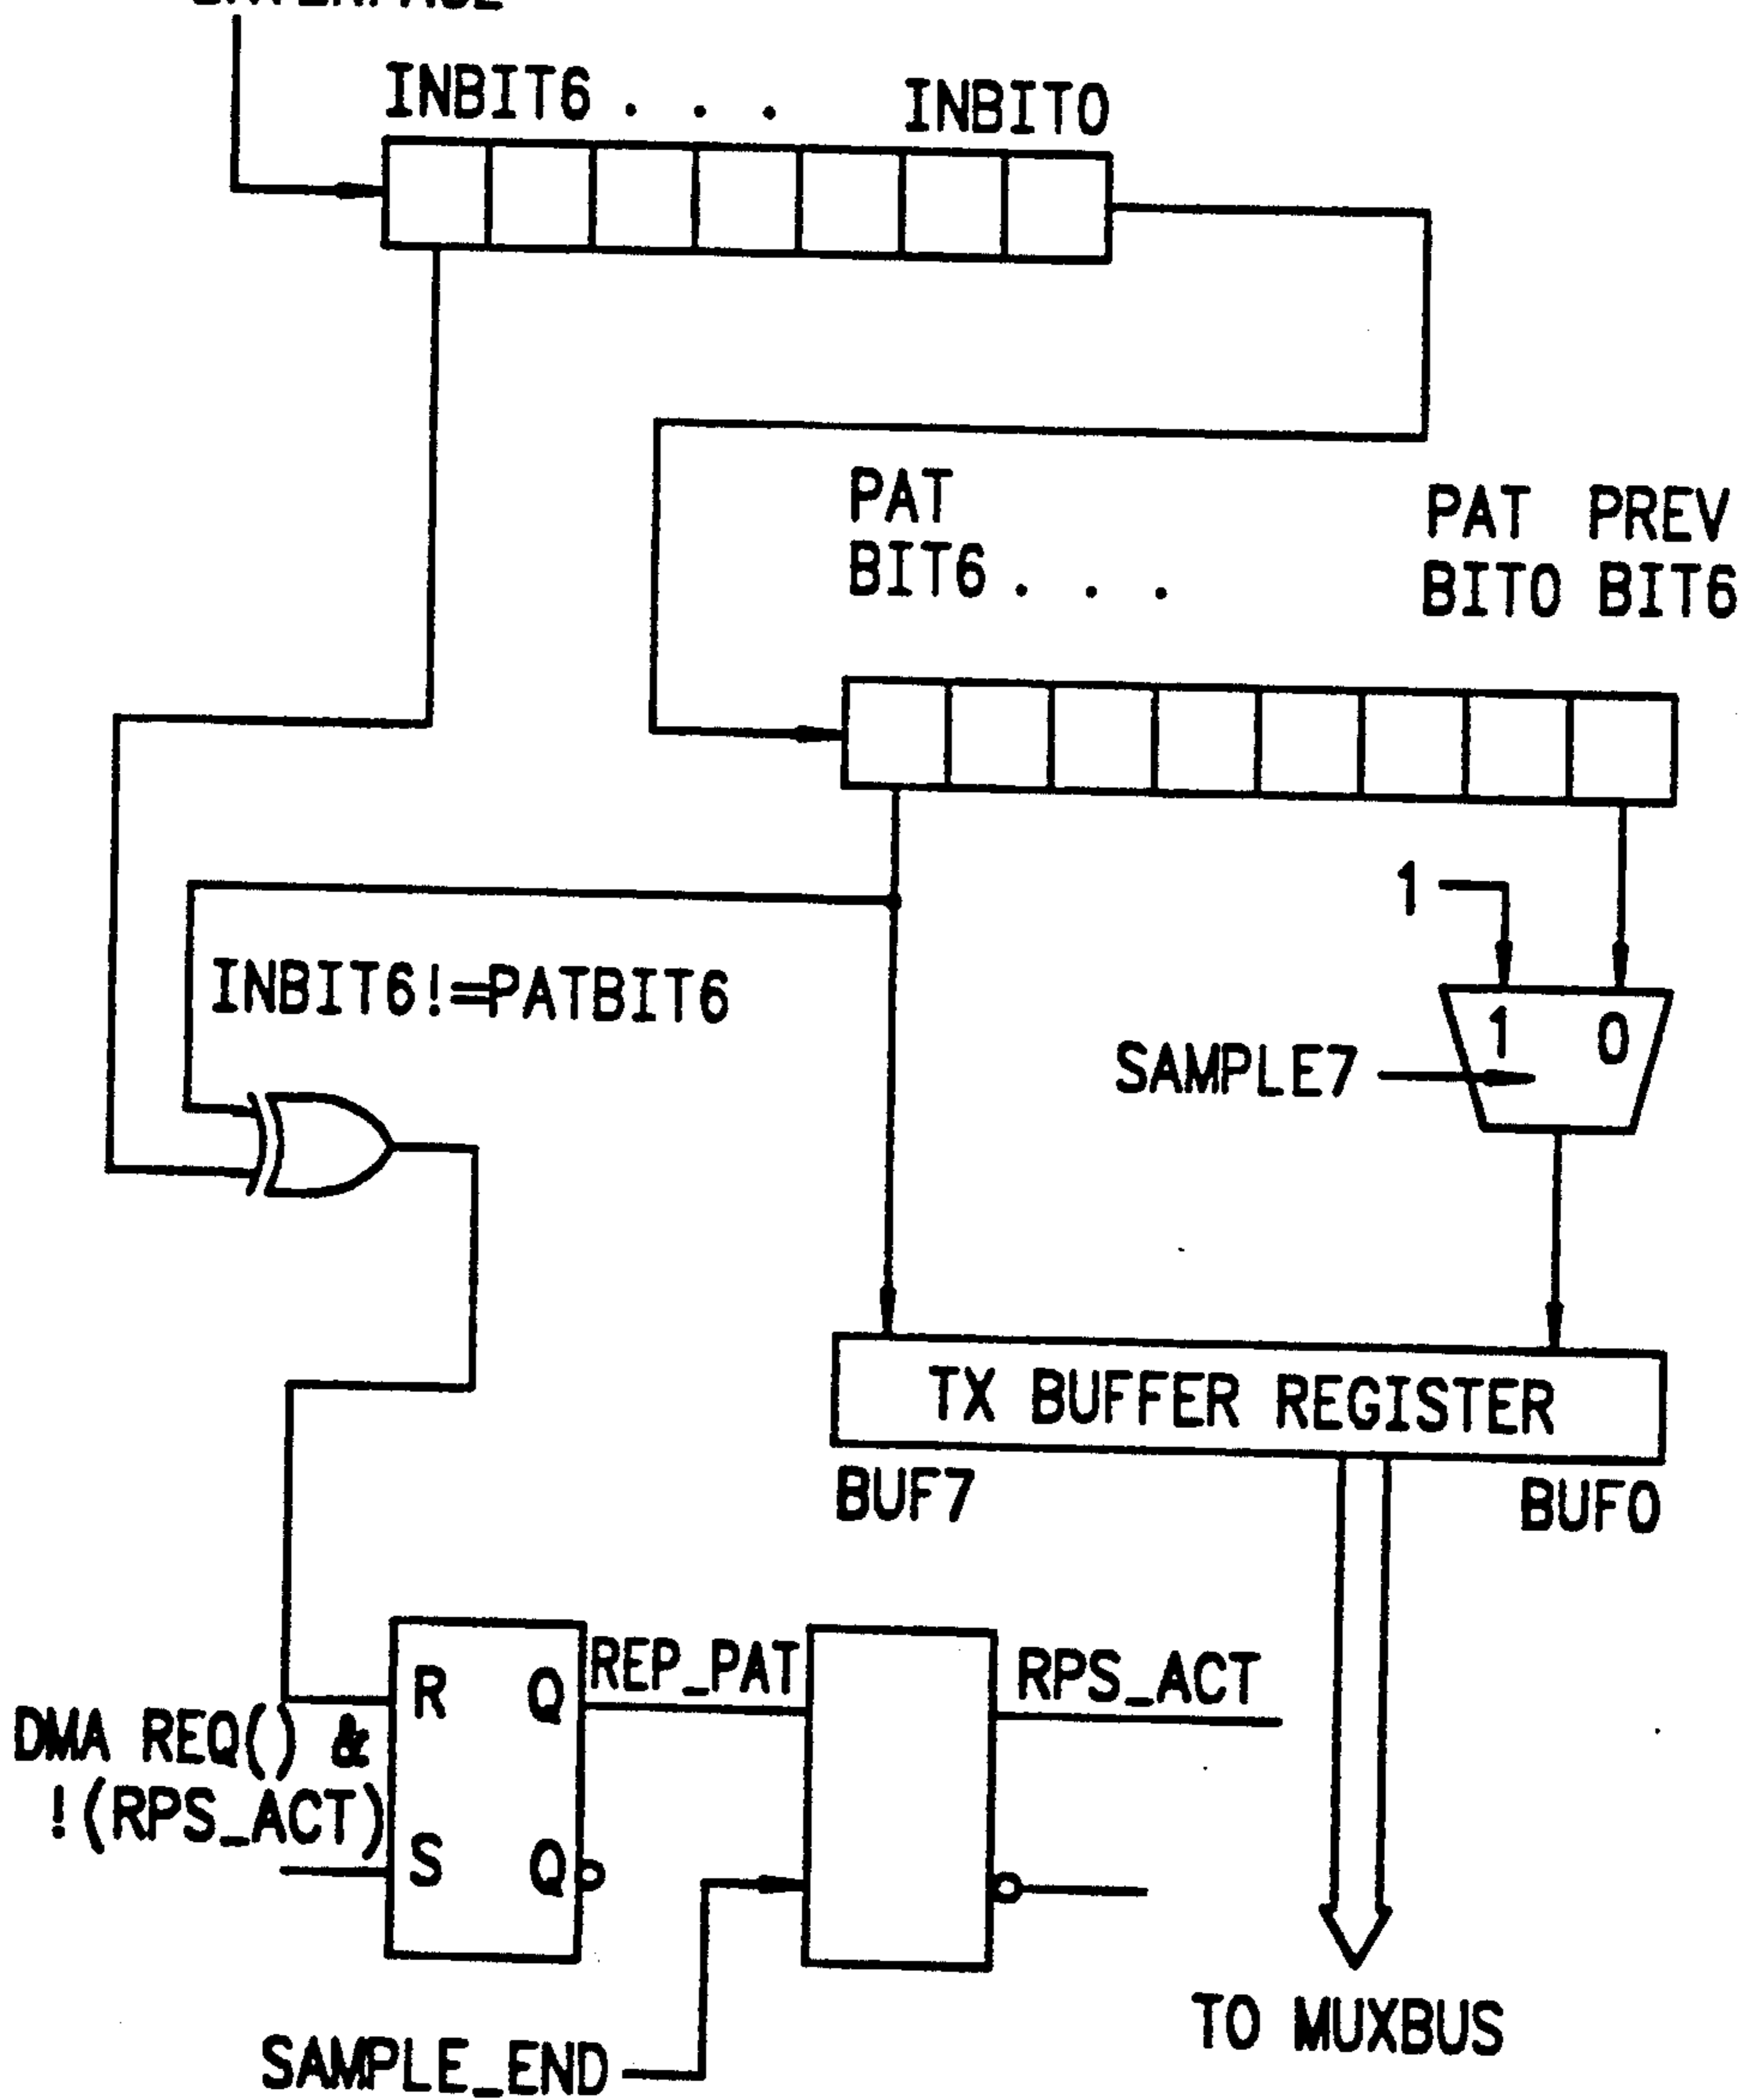 INBIT6 . . . INBIT0
PAT
BIT6 . . .
PAT PREV
BIT0 BIT6
1
INBIT6!=PATBIT6
1 0
SAMPLE7
TX BUFFER REGISTER
BUF7 BUF0
R Q
REP_PAT
RPS_ACT
DMA REQ() &
!(RPS_ACT)
S Q
SAMPLE_END
TO MUXBUS